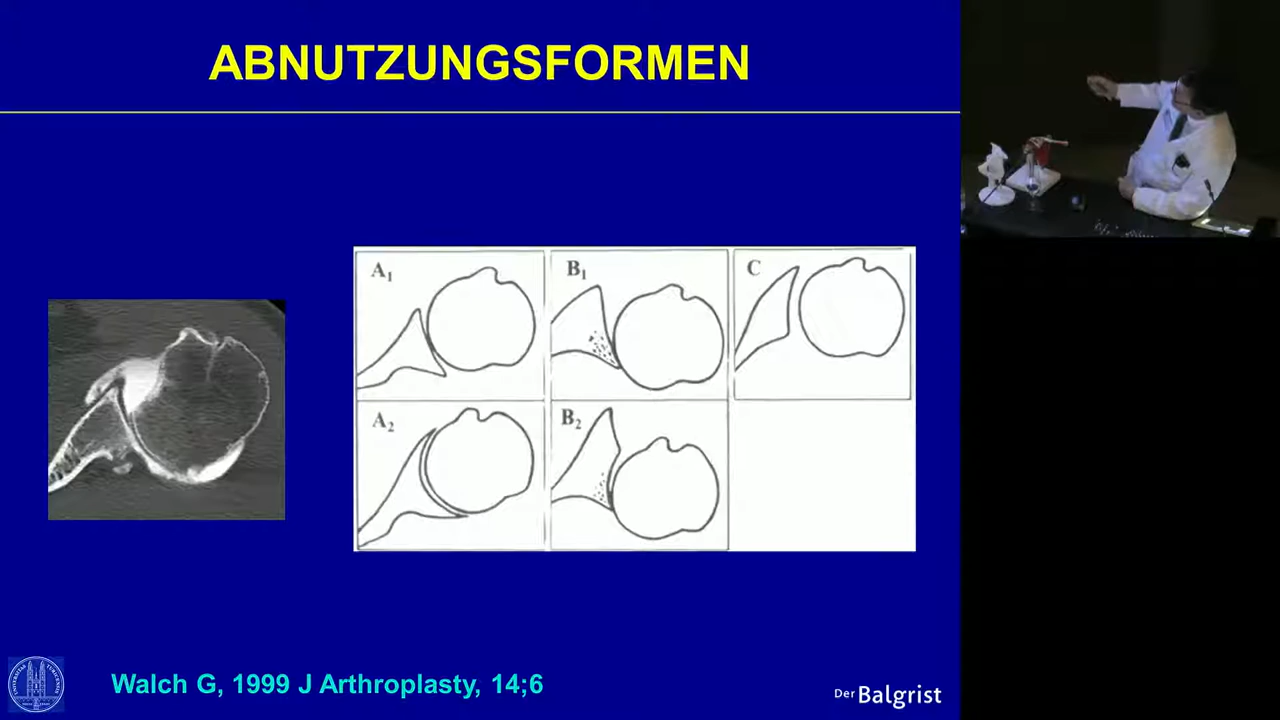 ABNUTZUNGSFORMEN
A1
B1
C
A2
B2
Walch G, 1999 J Arthroplasty, 14;6
Der Balgrist